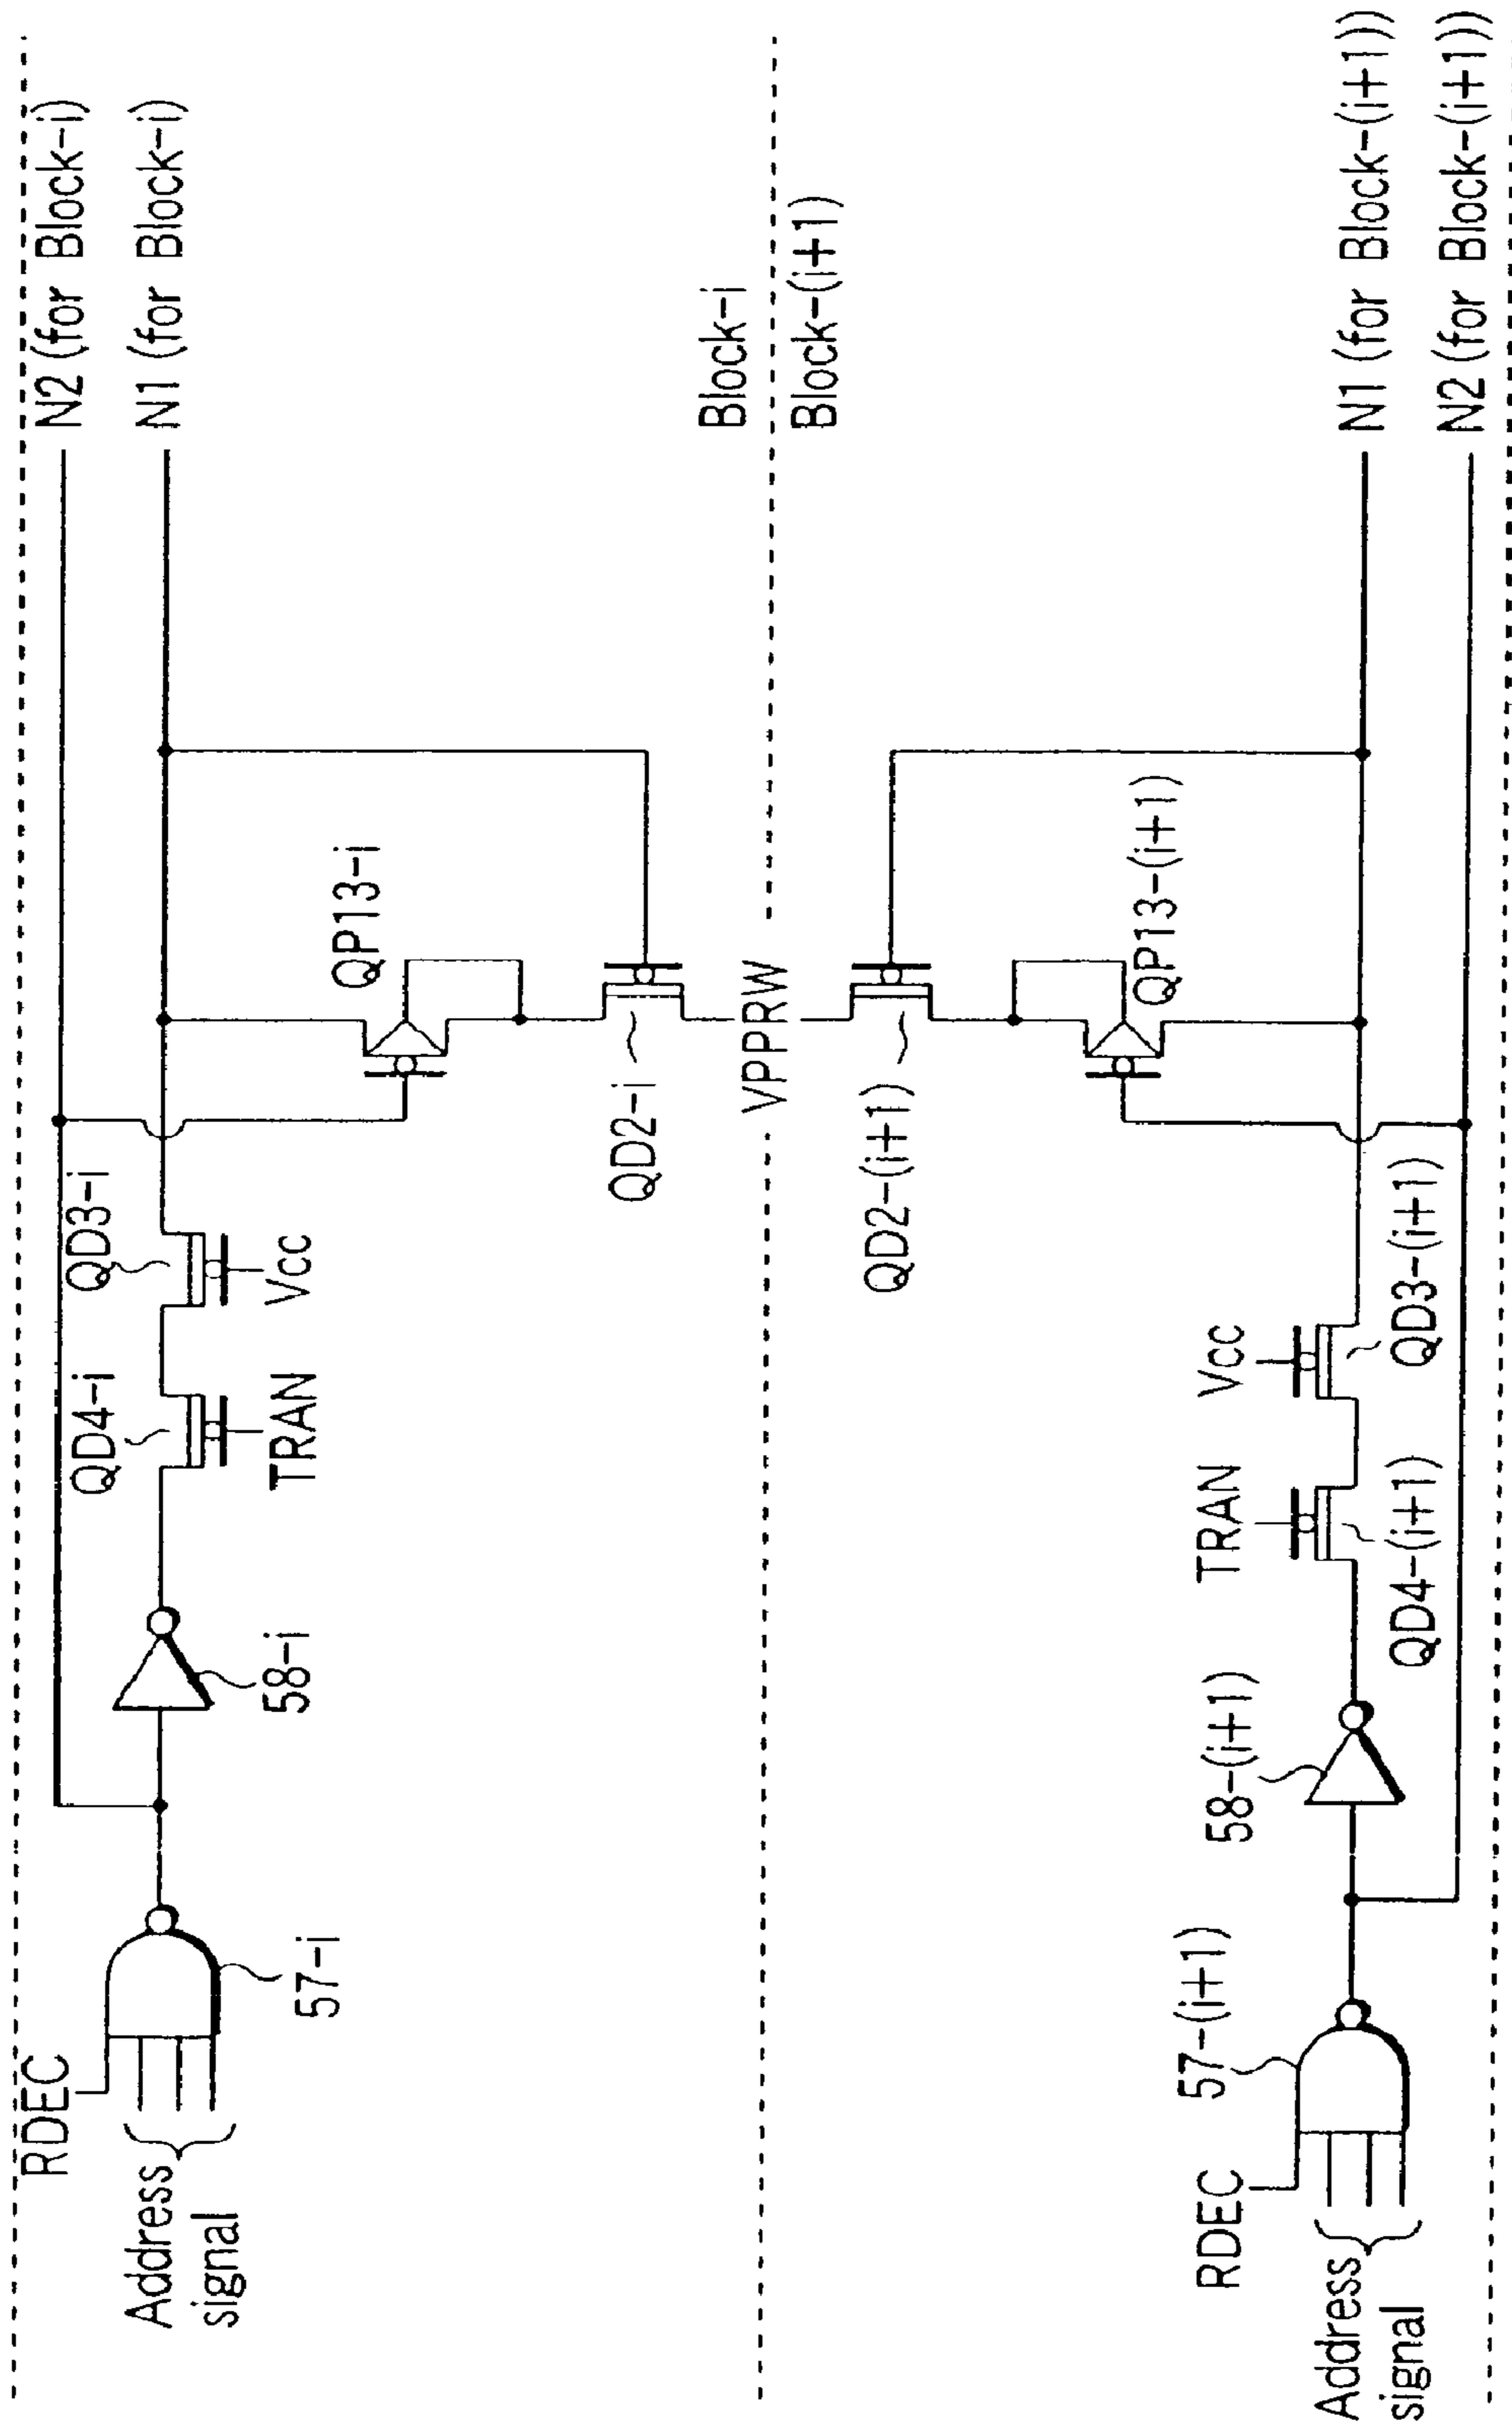 N2 (for Block-i)
N1 (for Block-i)
RDEC
Address
signal
57-i
58-i
QD4-i
TRAN
QD3-i
Vcc
QP13-i
QD2-i
Block-i
VPPRW
Block-(i+1)
QD2-(i+1)
QP13-(i+1)
RDEC
Address
signal
57-(i+1)
58-(i+1)
TRAN
QD4-(i+1)
Vcc
QD3-(i+1)
N1 (for Block-(i+1))
N2 (for Block-(i+1))